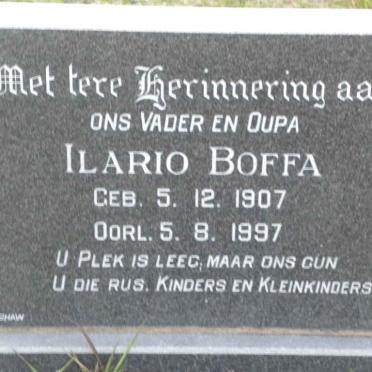 Met tere Herinnering aa
ONS VADER EN OUPA
ILARIO BOFFA
GEB. 5. 12. 1907
OORL. 5. 8. 1997
U PLEK IS LEEG, MAAR ONS GUN
U DIE RUS. KINDERS EN KLEINKINDERS
SHAW